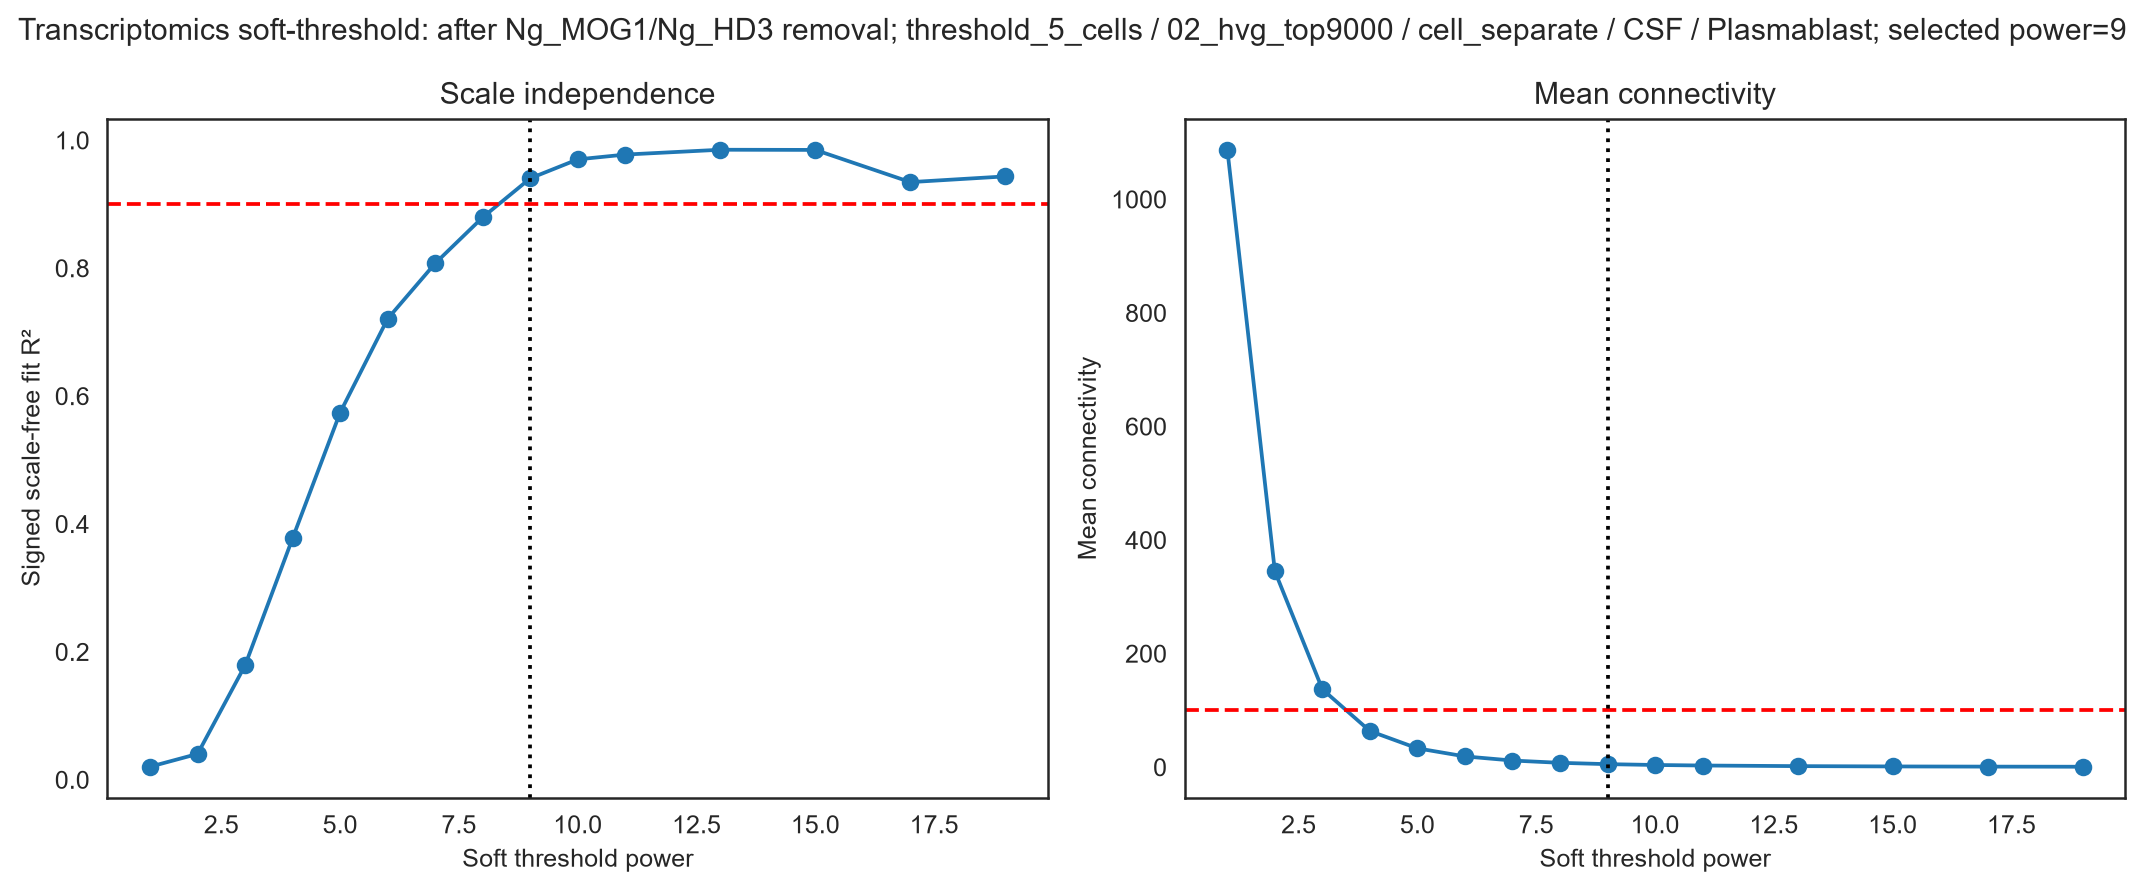 Transcriptomics soft-threshold: after Ng_MOG1/Ng_HD3 removal; threshold_5_cells / 02_hvg_top9000 / cell_separate / CSF / Plasmablast; selected power=9
Scale independence
Signed scale-free fit R²
1.0
0.8
0.6
0.4
0.2
0.0
2.5 5.0 7.5 10.0 12.5 15.0 17.5
Soft threshold power
Mean connectivity
Mean connectivity
1000
800
600
400
200
0
2.5 5.0 7.5 10.0 12.5 15.0 17.5
Soft threshold power